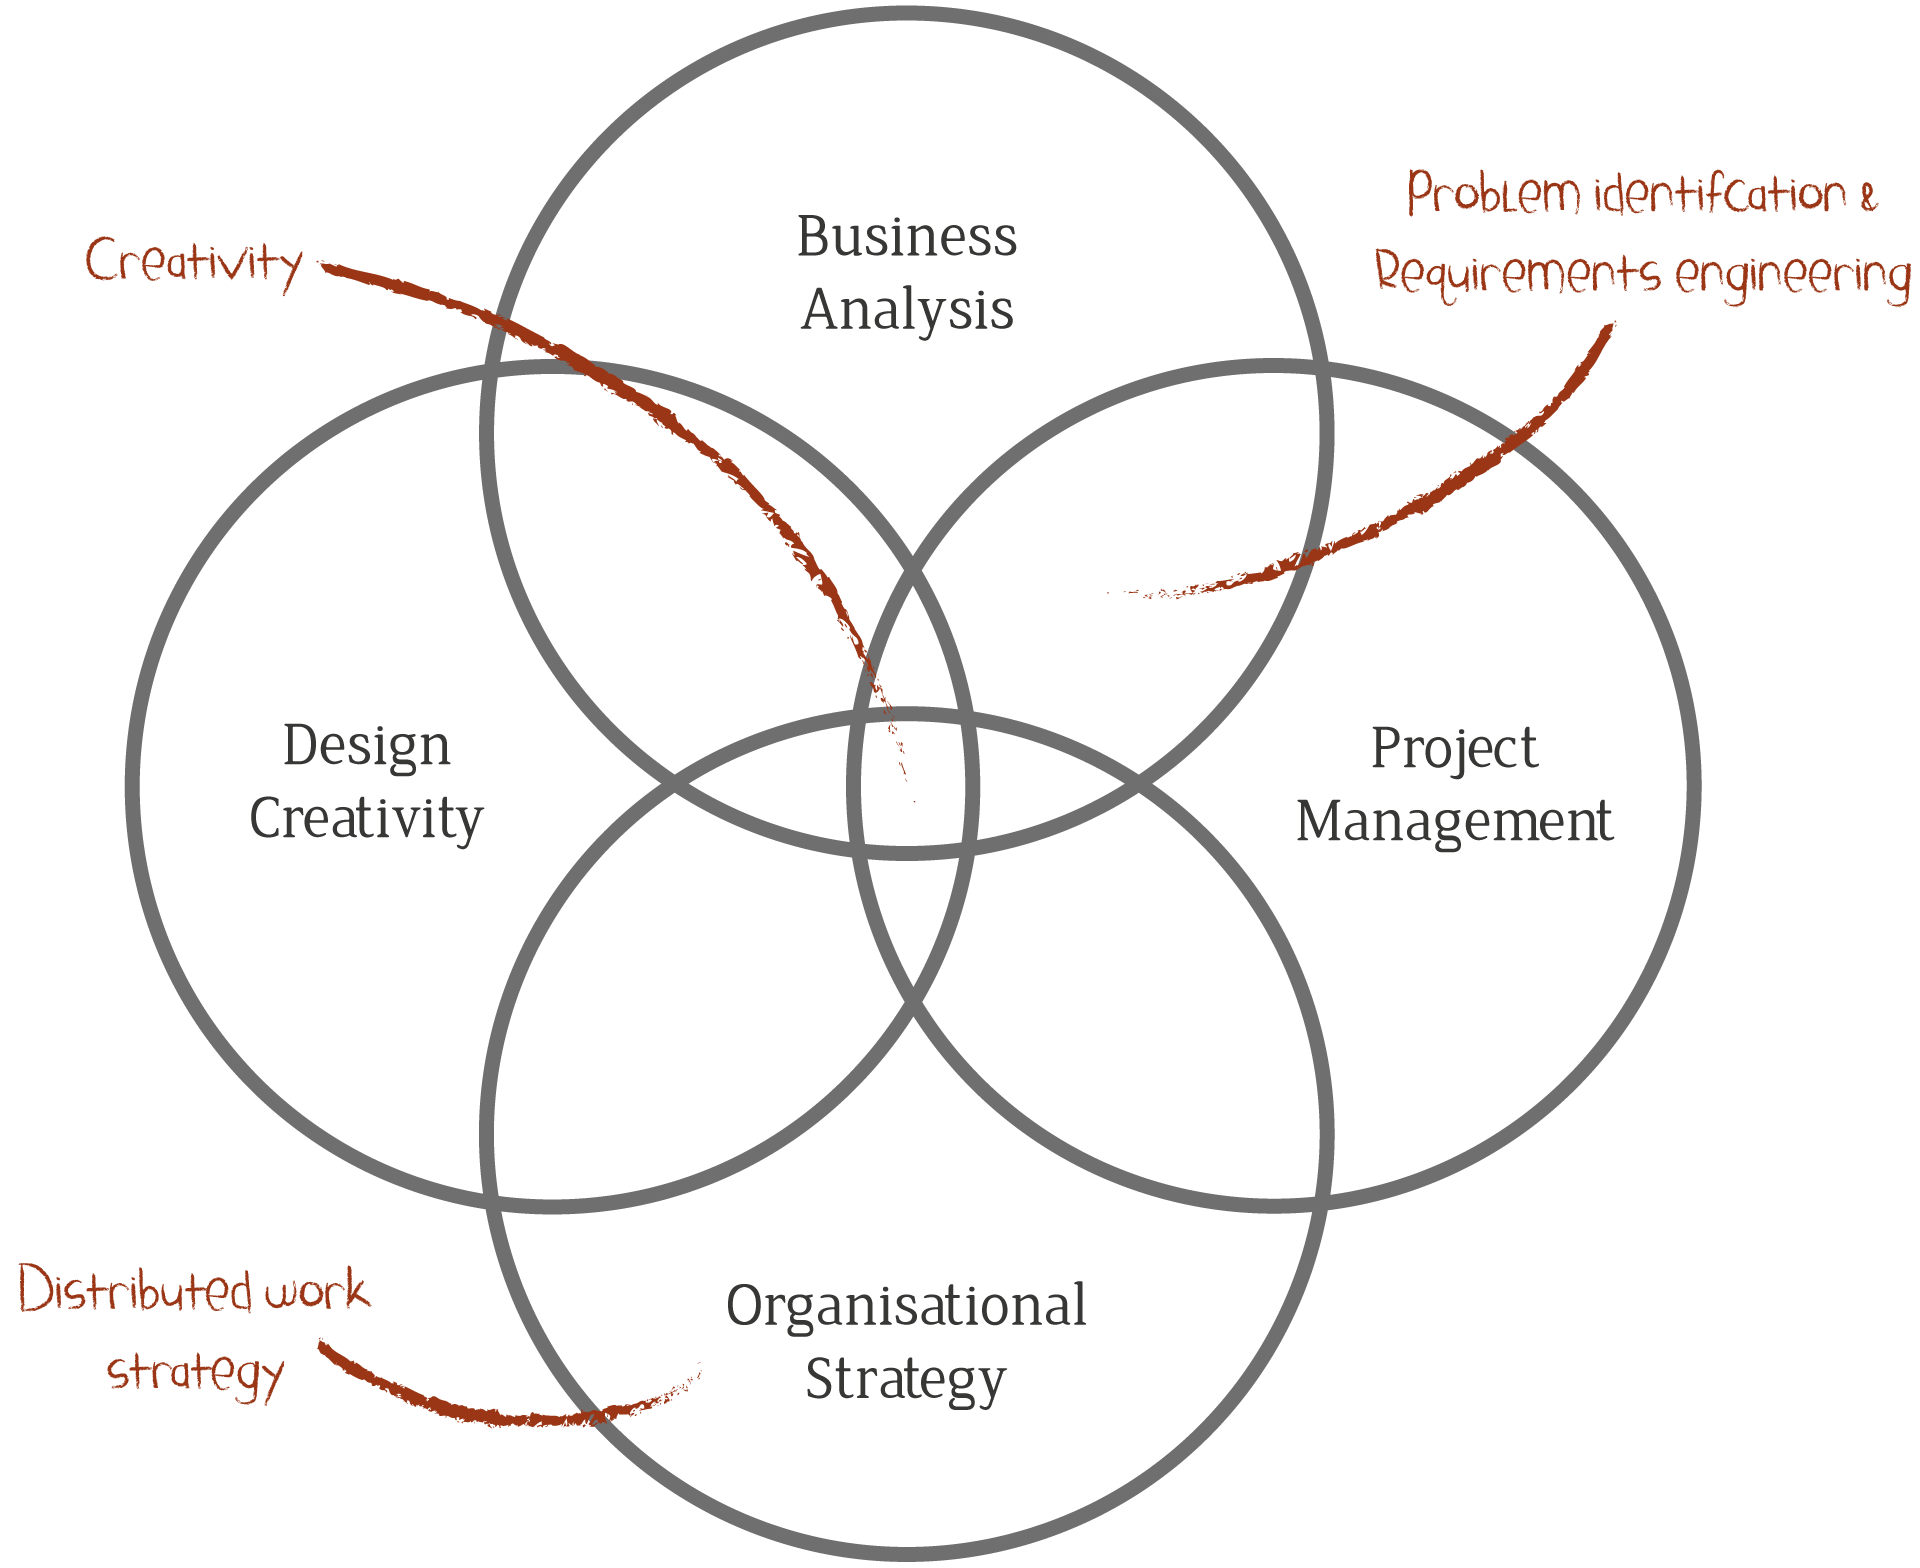 Business
Analysis
Problem identifcation &
Requirements engineering
Creativity
Design
Creativity
Project
Management
Distributed work
strategy
Organisational
Strategy